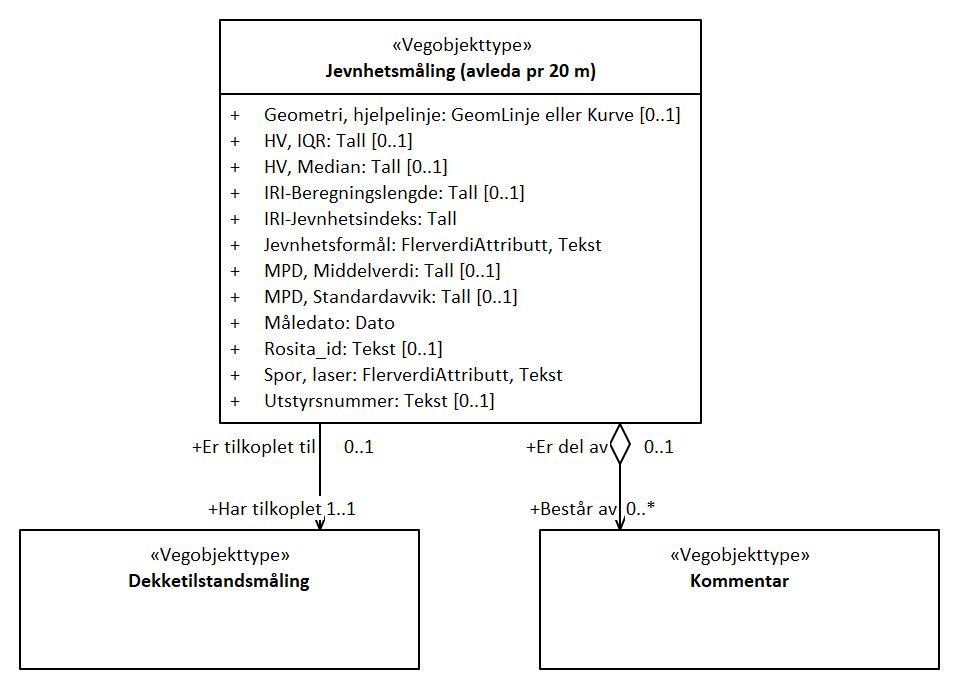 «Vegobjekttype»
Jevnhetsmåling (avleda pr 20 m)
+ Geometri, hjelpelinje: GeomLinje eller Kurve [0..1]
+ HV, IQR: Tall [0..1]
+ HV, Median: Tall [0..1]
+ IRI-Beregningslengde: Tall [0..1]
+ IRI-Jevnhetsindeks: Tall
+ Jevnhetsformål: FlerverdiAttributt, Tekst
+ MPD, Middelverdi: Tall [0..1]
+ MPD, Standardavvik: Tall [0..1]
+ Måledato: Dato
+ Rosita_id: Tekst [0..1]
+ Spor, laser: FlerverdiAttributt, Tekst
+ Utstyrsnummer: Tekst [0..1]
+Er tilkoplet til 0..1
+Er del av 0..1
+Har tilkoplet 1..1
+Består av 0..*
«Vegobjekttype»
Dekketilstandsmåling
«Vegobjekttype»
Kommentar